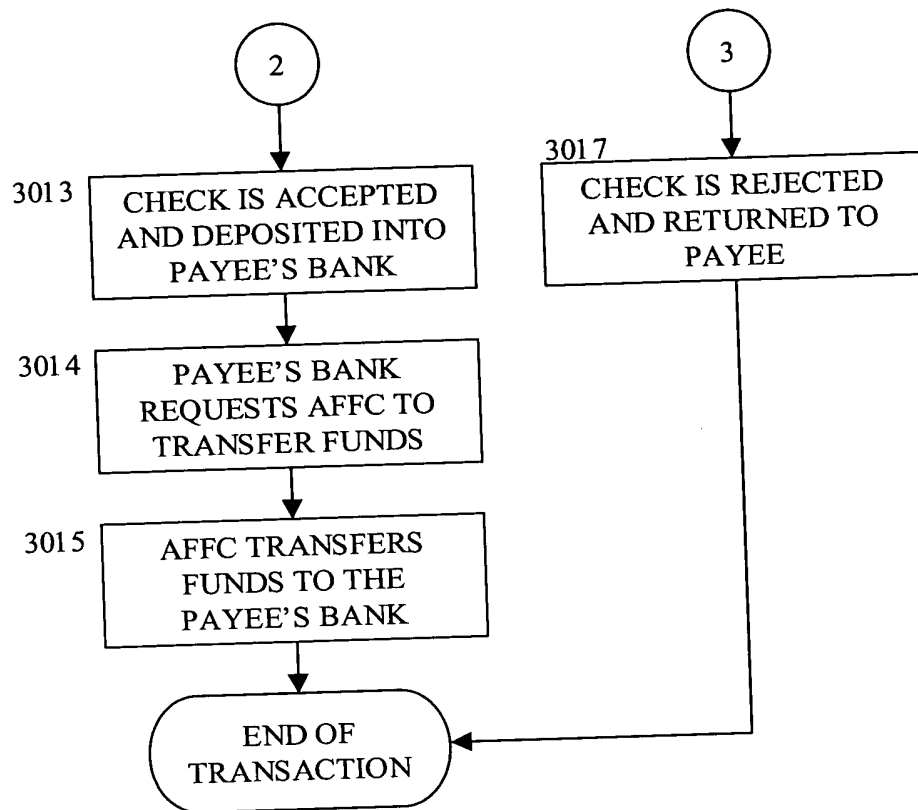 2
3
3013
CHECK IS ACCEPTED
AND DEPOSITED INTO
PAYEE'S BANK
3017
CHECK IS REJECTED
AND RETURNED TO
PAYEE
3014
PAYEE'S BANK
REQUESTS AFFC TO
TRANSFER FUNDS
3015
AFFC TRANSFERS
FUNDS TO THE
PAYEE'S BANK
END OF
TRANSACTION